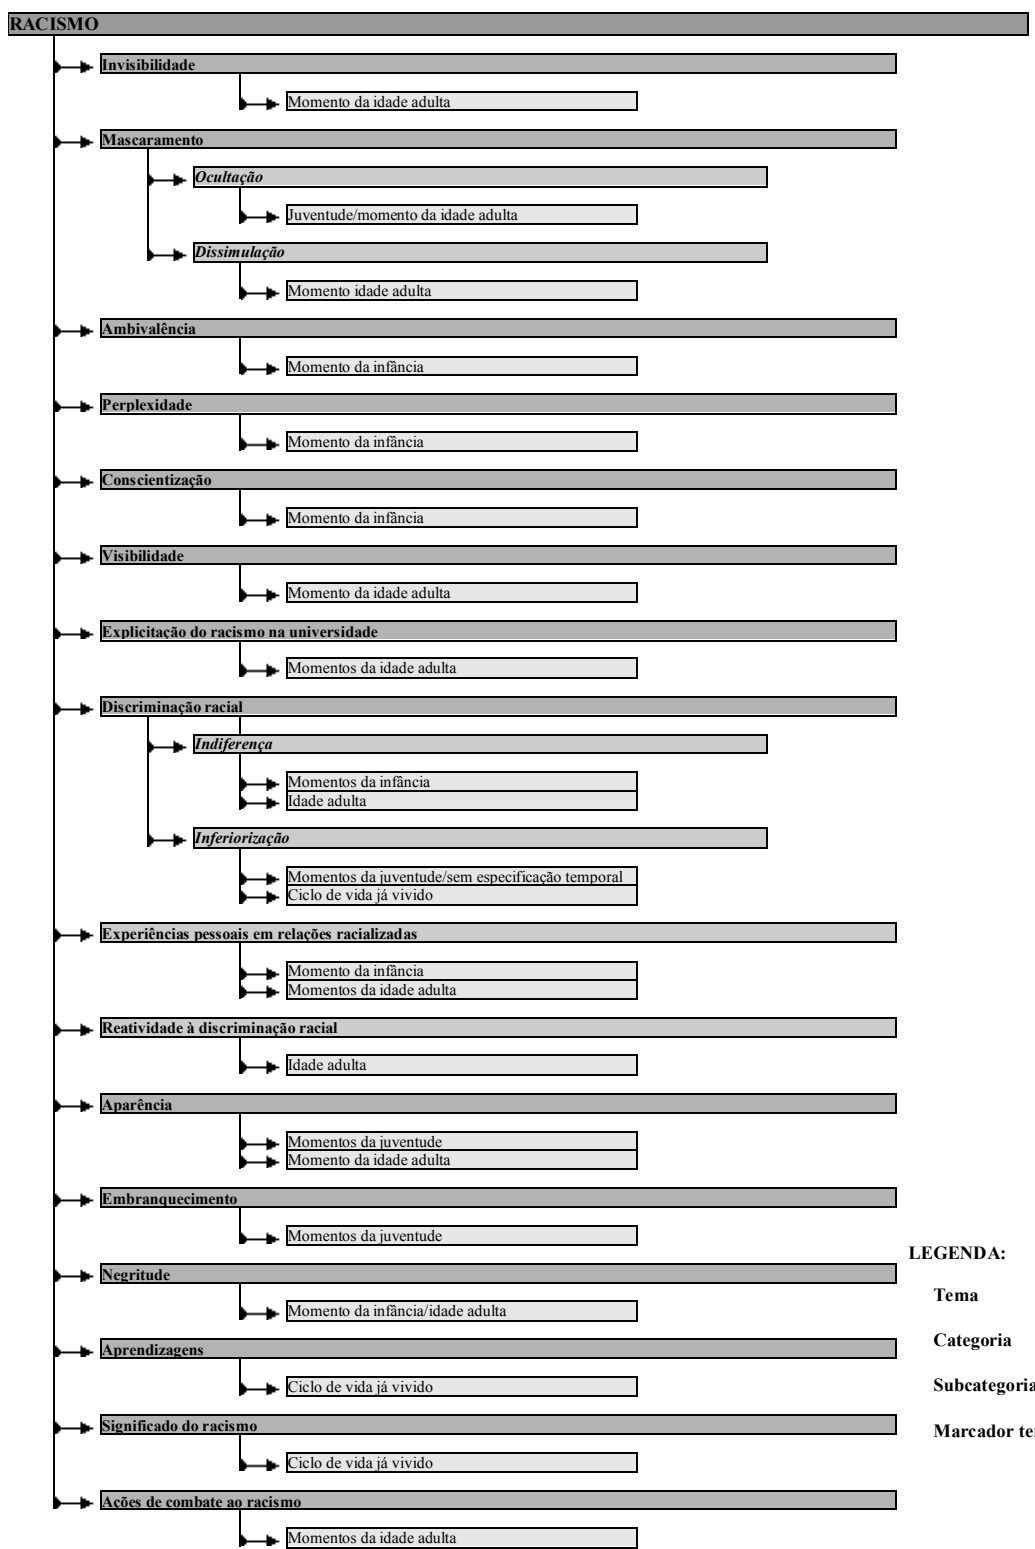 RACISMO
Invisibilidade
Momento da idade adulta
Mascaramento
Ocultação
Juventude/momento da idade adulta
Dissimulação
Momento idade adulta
Ambivalência
Momento da infância
Perplexidade
Momento da infância
Conscientização
Momento da infância
Visibilidade
Momento da idade adulta
Explicitação do racismo na universidade
Momentos da idade adulta
Discriminação racial
Indiferença
Momentos da infância
Idade adulta
Inferiorização
Momentos da juventude/sem especificação temporal
Ciclo de vida já vivido
Experiências pessoais em relações racializadas
Momento da infância
Momentos da idade adulta
Reatividade à discriminação racial
Idade adulta
Aparência
Momentos da juventude
Momento da idade adulta
Embranquecimento
Momentos da juventude
Negritude
Momento da infância/idade adulta
Aprendizagens
Ciclo de vida já vivido
Significado do racismo
Ciclo de vida já vivido
Ações de combate ao racismo
Momentos da idade adulta
LEGENDA:
Tema
Categoria
Subcategoria
Marcador